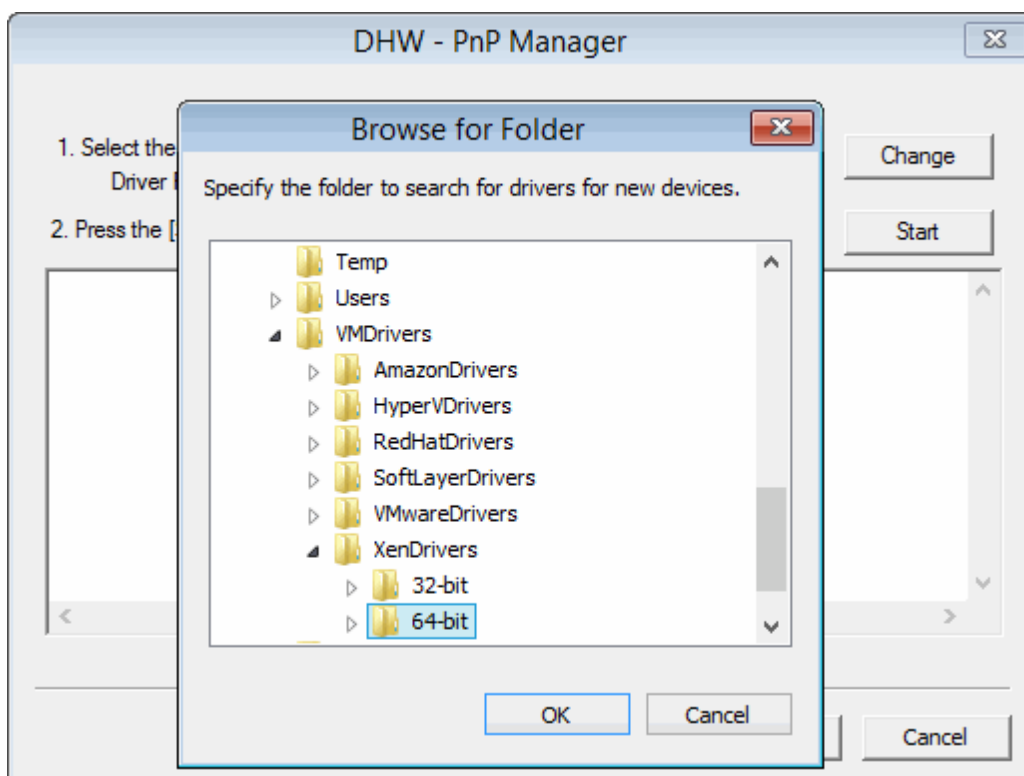 DHW - PnP Manager
Browse for Folder
1. Select the
Change
Driver
Specify the folder to search for drivers for new devices.
2. Press the [
Start
Temp
Users
VMDrivers
AmazonDrivers
HyperVDrivers
RedHatDrivers
SoftLayerDrivers
VMwareDrivers
XenDrivers
32-bit
64-bit
OK
Cancel
Cancel